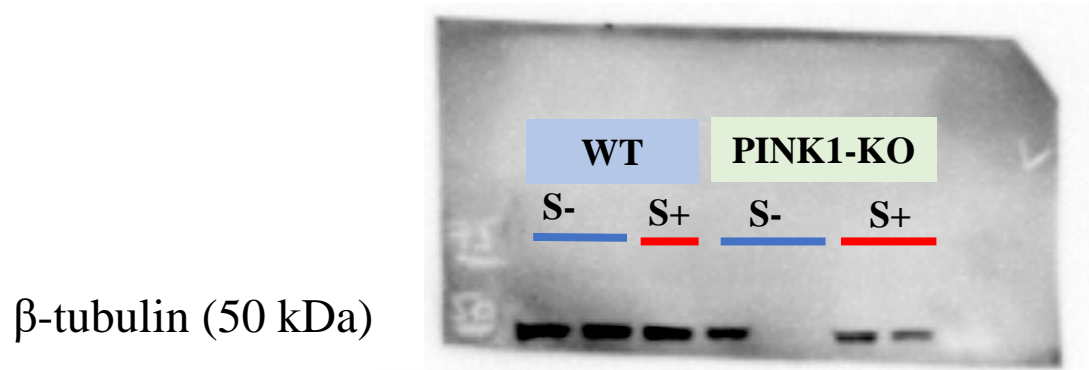 WT PINK1-KO
S- S+ S- S+
β-tubulin (50 kDa)